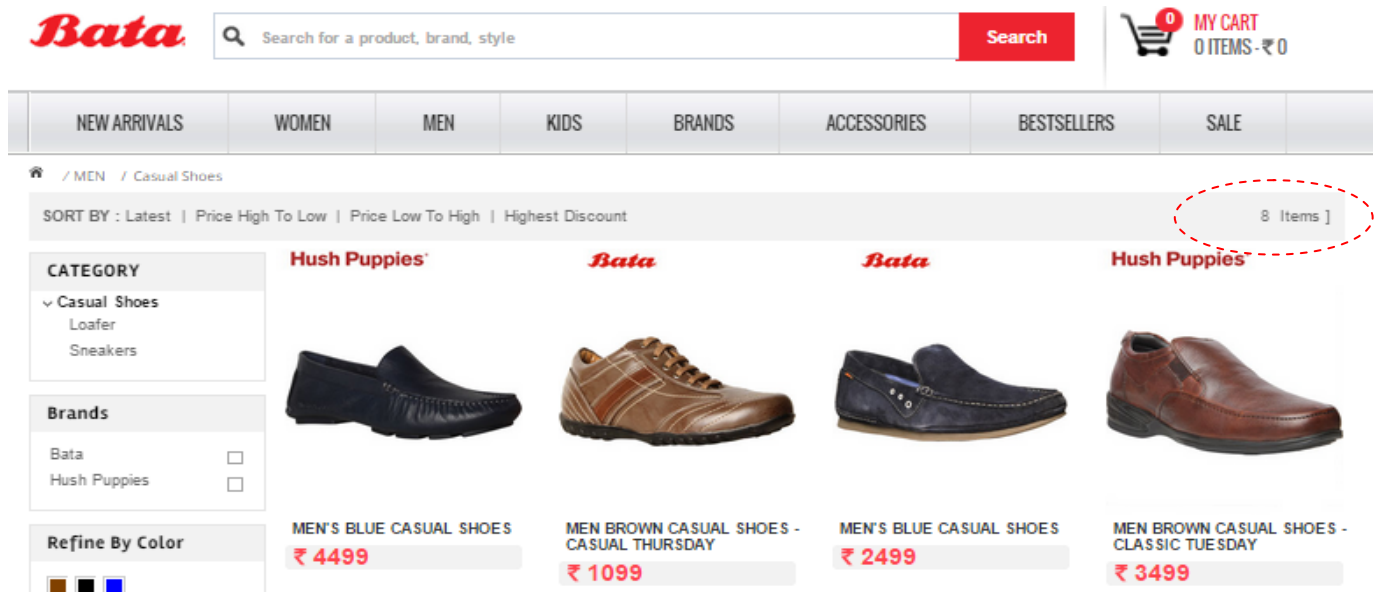 Bata
Search for a product, brand, style
Search
0
MY CART
0 ITEMS - ₹ 0
NEW ARRIVALS WOMEN MEN KIDS BRANDS ACCESSORIES BESTSELLERS SALE
/ MEN / Casual Shoes
SORT BY : Latest | Price High To Low | Price Low To High | Highest Discount
8 Items ]
CATEGORY
Casual Shoes
Loafer
Sneakers
Brands
Bata
Hush Puppies
Refine By Color
Hush Puppies
MEN'S BLUE CASUAL SHOES
₹ 4499
Bata
MEN BROWN CASUAL SHOES -
CASUAL THURSDAY
₹ 1099
Bata
MEN'S BLUE CASUAL SHOES
₹ 2499
Hush Puppies
MEN BROWN CASUAL SHOES -
CLASSIC TUESDAY
₹ 3499